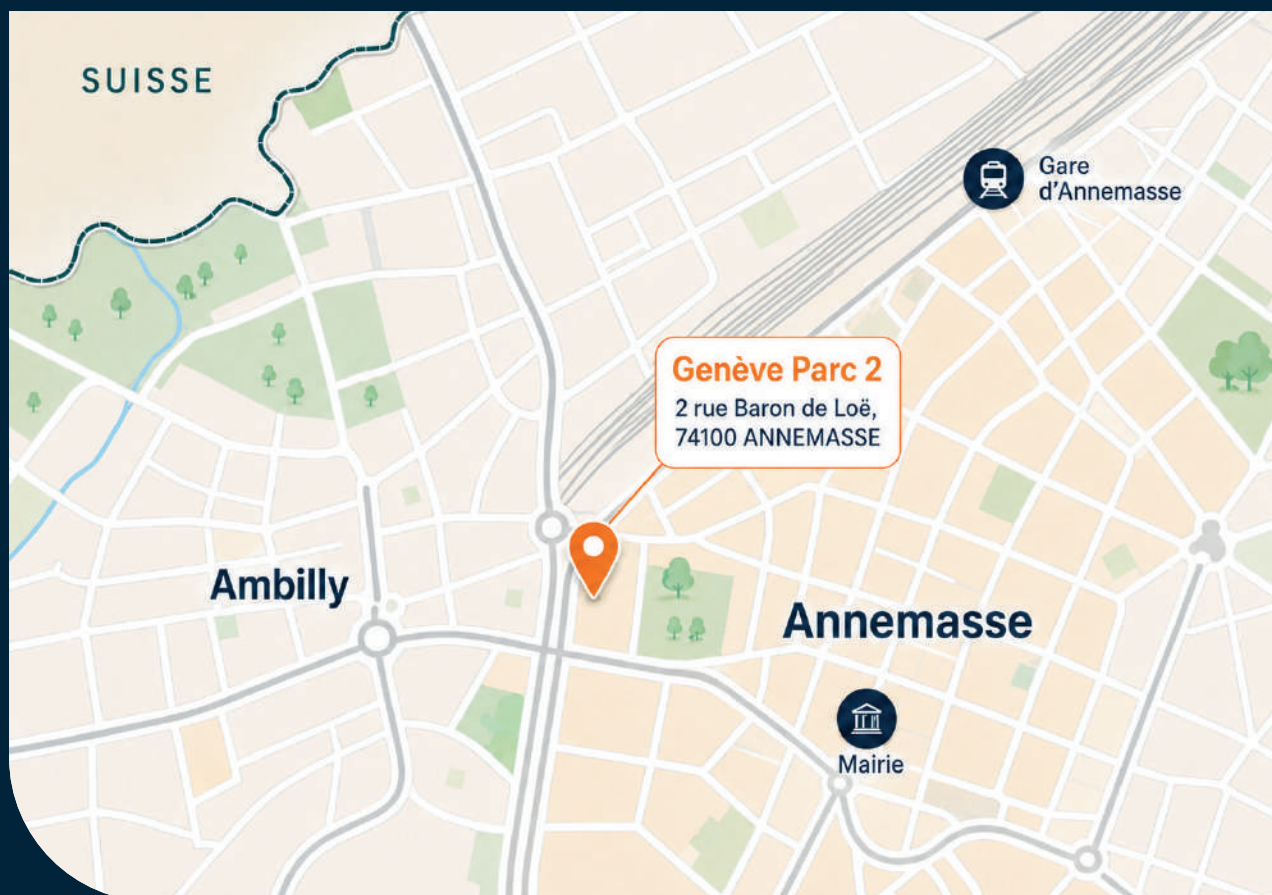 SUISSE
Gare
d'Annemasse
Genève Parc 2
2 rue Baron de Loë,
74100 ANNEMASSE
Ambilly
Annemasse
Mairie